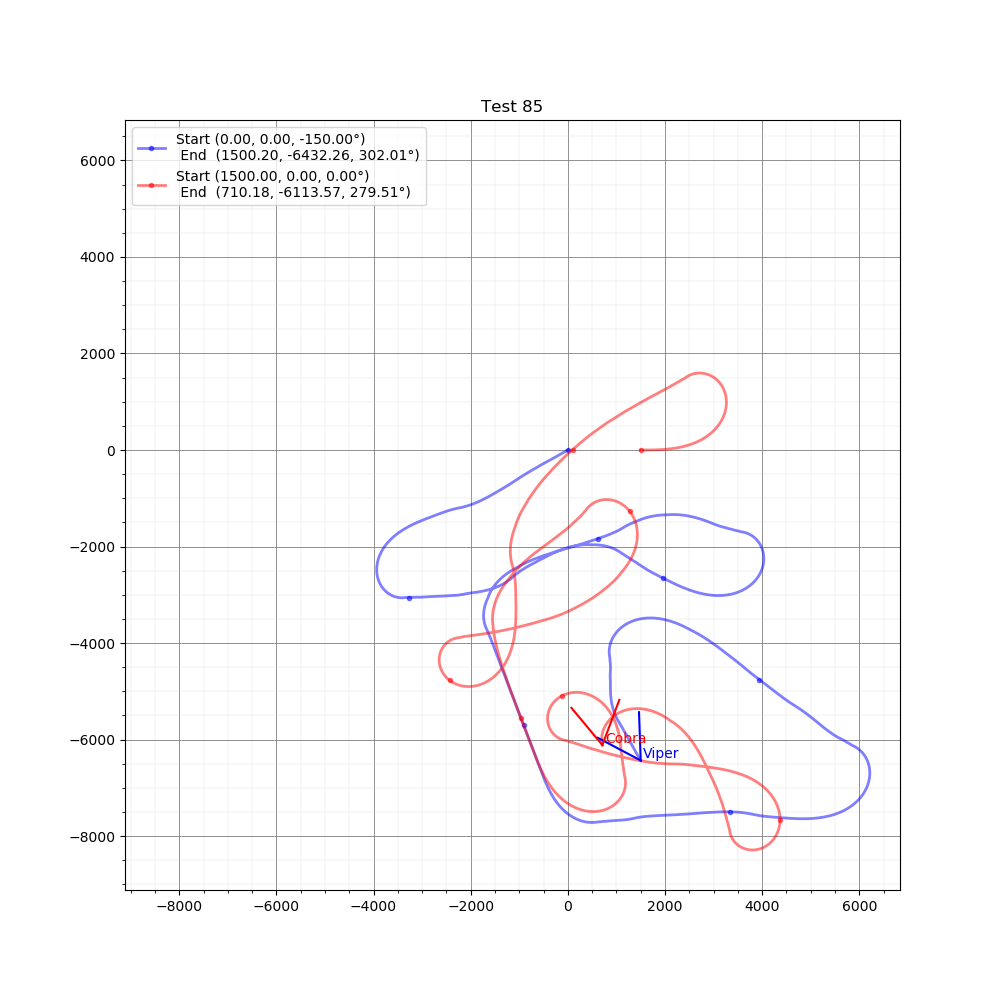 Test 85
Start (0.00, 0.00, -150.00°)
End (1500.20, -6432.26, 302.01°)
Start (1500.00, 0.00, 0.00°)
End (710.18, -6113.57, 279.51°)
6000
4000
2000
0
−2000
−4000
−6000
−8000
Cobra
Viper
−8000 −6000 −4000 −2000 0 2000 4000 6000